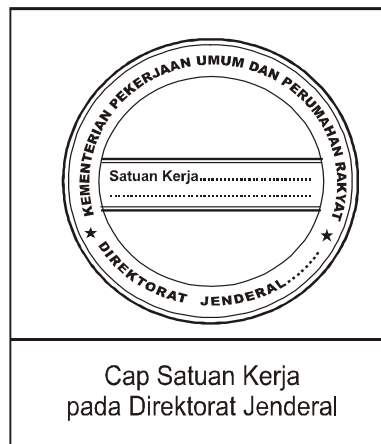 KEMENTERIAN PEKERJAAN UMUM DAN PERUMAHAN RAKYAT
Satuan Kerja..............................
..................................................
★ DIREKTORAT JENDERAL......... ★
Cap Satuan Kerja
pada Direktorat Jenderal